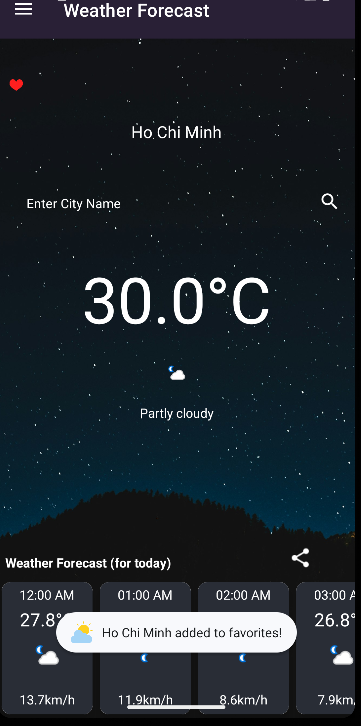 Weather Forecast
Ho Chi Minh
Enter City Name
30.0°C
Partly cloudy
Weather Forecast (for today)
12:00 AM 01:00 AM 02:00 AM 03:00 A
27.8° 26.8°
Ho Chi Minh added to favorites!
13.7km/h 11.9km/h 8.6km/h 7.9km